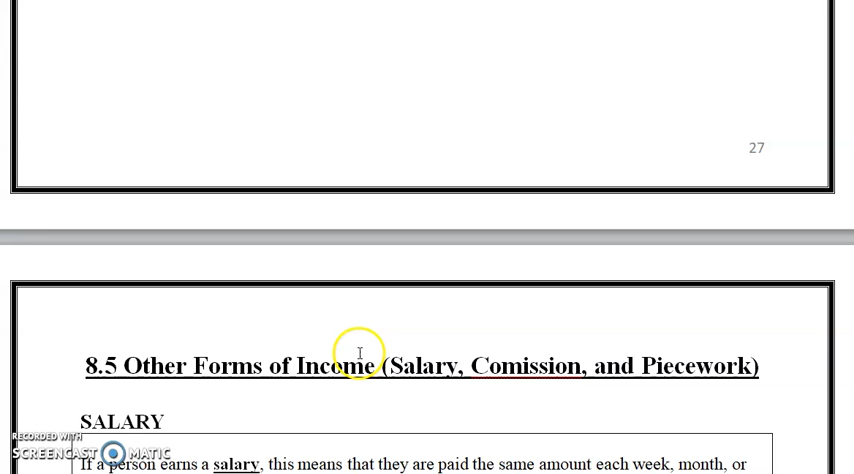 27
8.5 Other Forms of Income (Salary, Comission, and Piecework)
SALARY
RECORDED WITH
SCREENCAST MATIC
If a person earns a salary, this means that they are paid the same amount each week, month, or